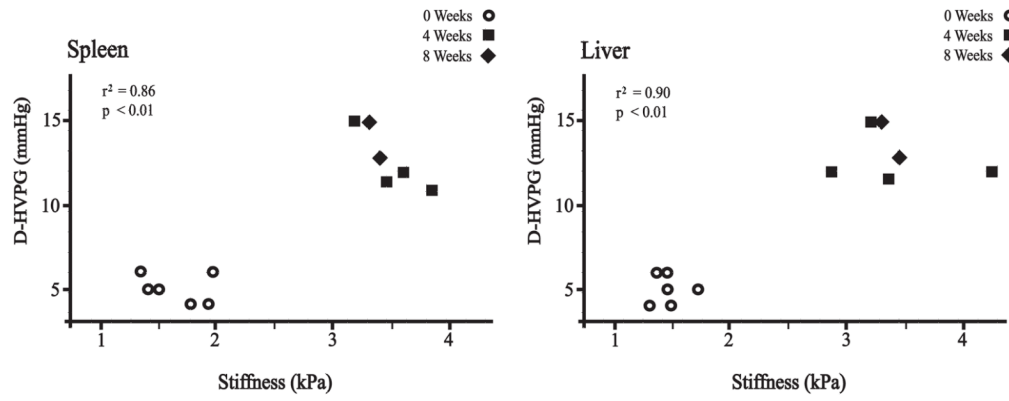 0 Weeks
4 Weeks
8 Weeks
Spleen
r² = 0.86
p < 0.01
15
10
5
D-HVPG (mmHg)
1 2 3 4
Stiffness (kPa)
0 Weeks
4 Weeks
8 Weeks
Liver
r² = 0.90
p < 0.01
15
10
5
D-HVPG (mmHg)
1 2 3 4
Stiffness (kPa)